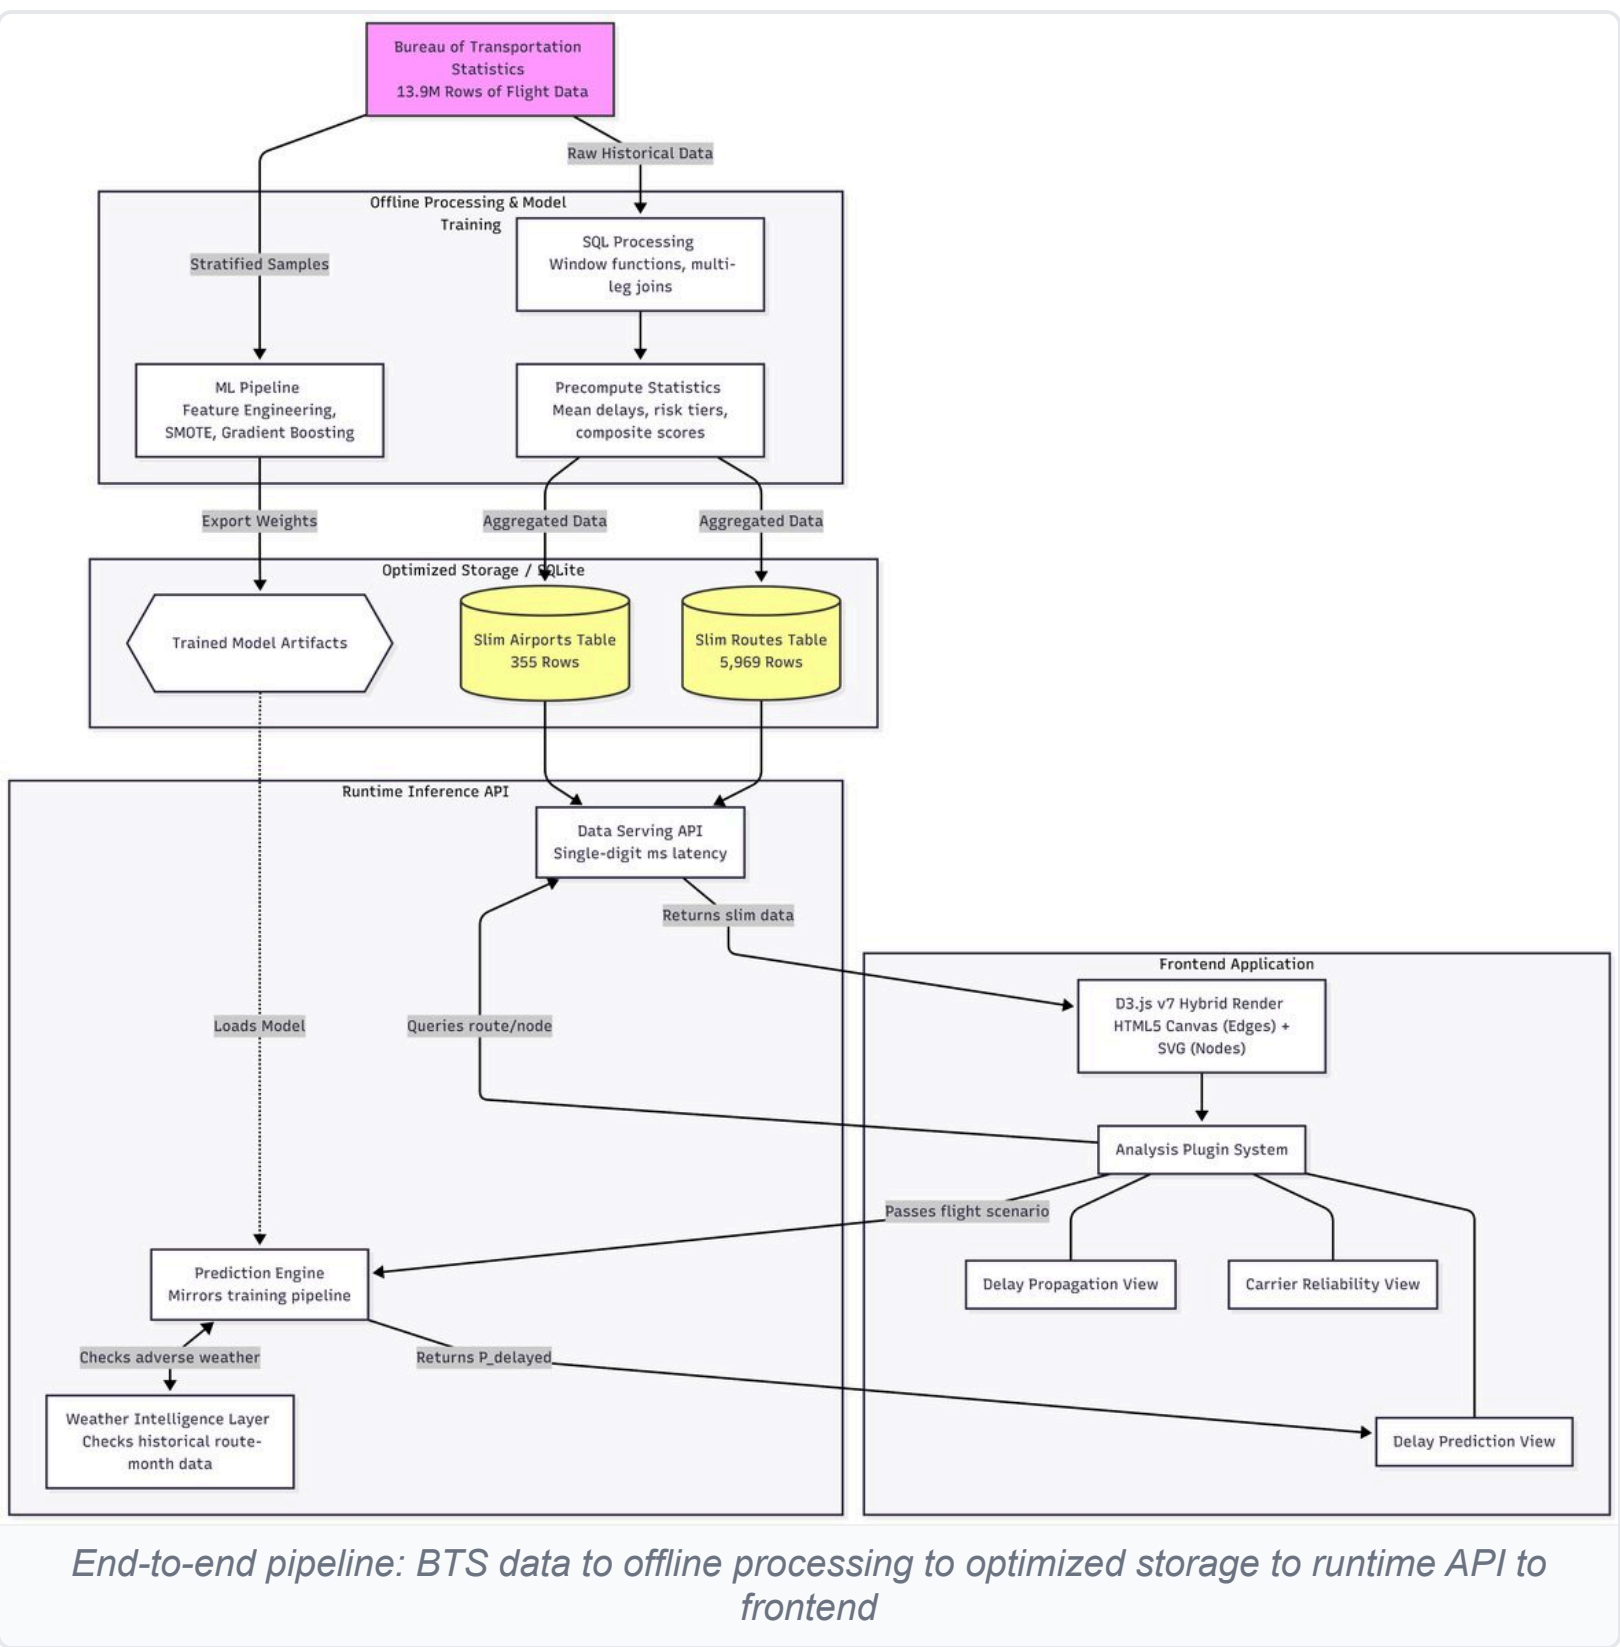 Bureau of Transportation
Statistics
13.9M Rows of Flight Data
Raw Historical Data
Offline Processing & Model
Training
Stratified Samples
SQL Processing
Window functions, multi-
leg joins
ML Pipeline
Feature Engineering,
SMOTE, Gradient Boosting
Precompute Statistics
Mean delays, risk tiers,
composite scores
Export Weights
Aggregated Data
Aggregated Data
Optimized Storage / SQLite
Trained Model Artifacts
Slim Airports Table
355 Rows
Slim Routes Table
5,969 Rows
Runtime Inference API
Data Serving API
Single-digit ms latency
Returns slim data
Frontend Application
D3.js v7 Hybrid Render
HTML5 Canvas (Edges) +
SVG (Nodes)
Loads Model
Queries route/node
Analysis Plugin System
Passes flight scenario
Prediction Engine
Mirrors training pipeline
Delay Propagation View
Carrier Reliability View
Checks adverse weather
Returns P_delayed
Weather Intelligence Layer
Checks historical route-
month data
Delay Prediction View
End-to-end pipeline: BTS data to offline processing to optimized storage to runtime API to
frontend